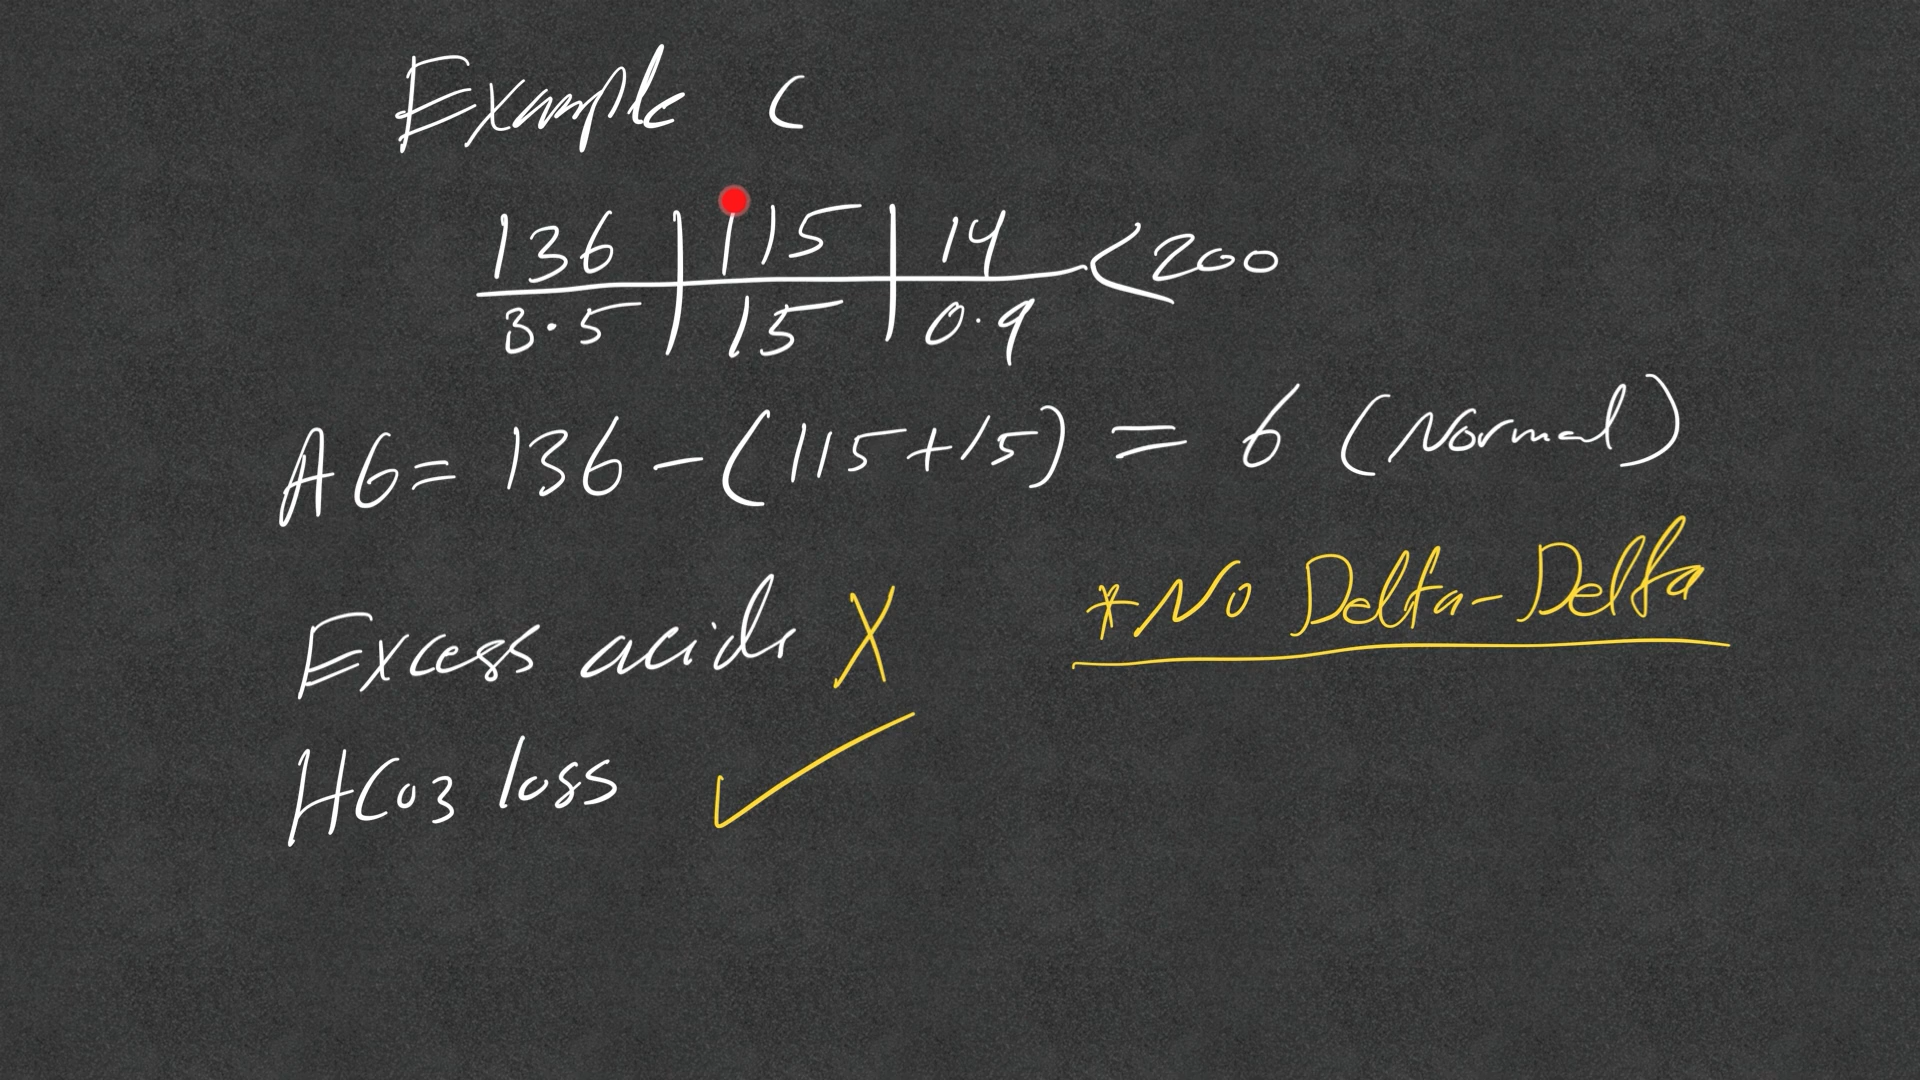 Example C
136 | 115 | 14 < 200
3.5 | 15 | 0.9
AG = 136 - (115 + 15) = 6 (Normal)
*No Delta-Delta
Excess acids X
HCO3 loss ✓